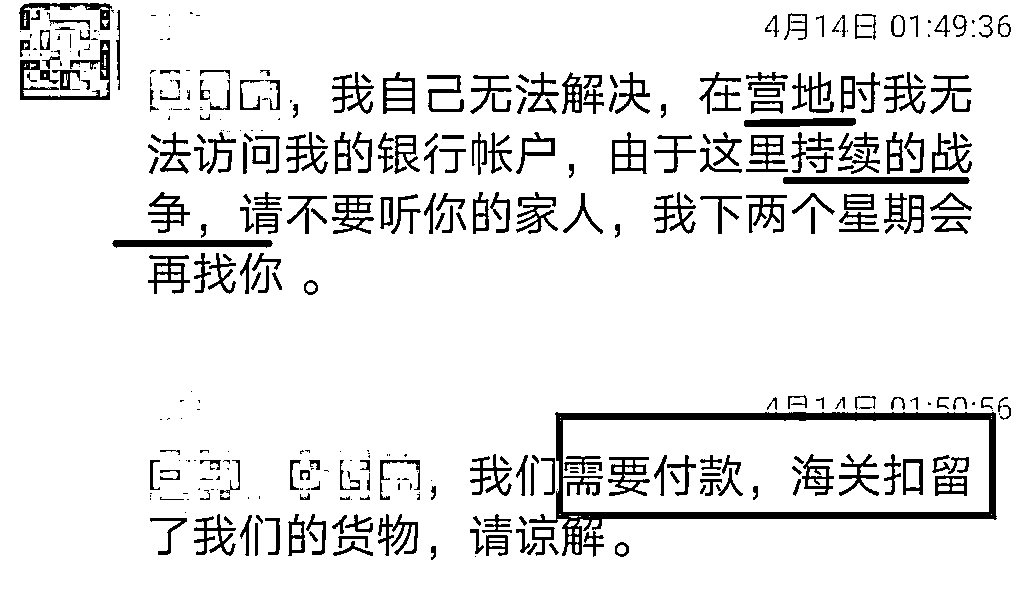 4月14日 01:49:36
，我自己无法解决，在营地时我无
法访问我的银行帐户，由于这里持续的战
争，请不要听你的家人，我下两个星期会
再找你 。
4月14日 01:50:56
，我们需要付款，海关扣留
了我们的货物，请谅解。